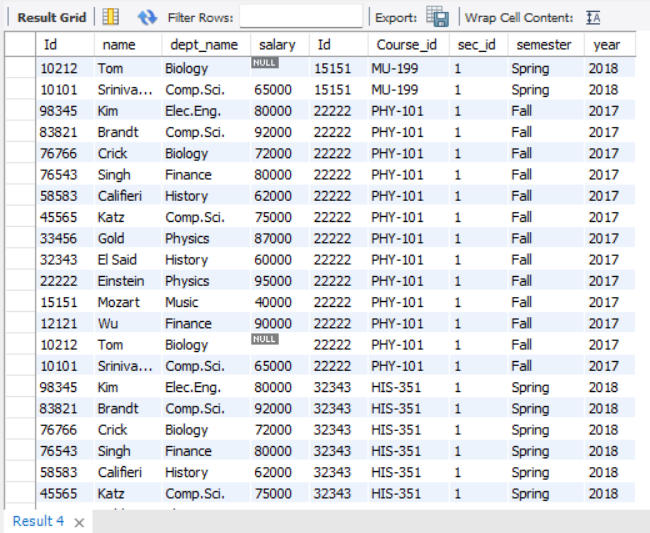 Result Grid Filter Rows: Export: Wrap Cell Content:
Id name dept_name salary Id Course_id sec_id semester year
10212 Tom Biology NULL 15151 MU-199 1 Spring 2018
10101 Sriniva... Comp.Sci. 65000 15151 MU-199 1 Spring 2018
98345 Kim Elec.Eng. 80000 22222 PHY-101 1 Fall 2017
83821 Brandt Comp.Sci. 92000 22222 PHY-101 1 Fall 2017
76766 Crick Biology 72000 22222 PHY-101 1 Fall 2017
76543 Singh Finance 80000 22222 PHY-101 1 Fall 2017
58583 Califieri History 62000 22222 PHY-101 1 Fall 2017
45565 Katz Comp.Sci. 75000 22222 PHY-101 1 Fall 2017
33456 Gold Physics 87000 22222 PHY-101 1 Fall 2017
32343 El Said History 60000 22222 PHY-101 1 Fall 2017
22222 Einstein Physics 95000 22222 PHY-101 1 Fall 2017
15151 Mozart Music 40000 22222 PHY-101 1 Fall 2017
12121 Wu Finance 90000 22222 PHY-101 1 Fall 2017
10212 Tom Biology NULL 22222 PHY-101 1 Fall 2017
10101 Sriniva... Comp.Sci. 65000 22222 PHY-101 1 Fall 2017
98345 Kim Elec.Eng. 80000 32343 HIS-351 1 Spring 2018
83821 Brandt Comp.Sci. 92000 32343 HIS-351 1 Spring 2018
76766 Crick Biology 72000 32343 HIS-351 1 Spring 2018
76543 Singh Finance 80000 32343 HIS-351 1 Spring 2018
58583 Califieri History 62000 32343 HIS-351 1 Spring 2018
45565 Katz Comp.Sci. 75000 32343 HIS-351 1 Spring 2018
Result 4